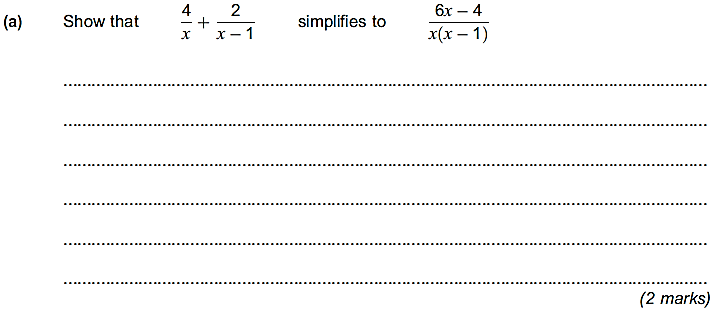 (a) Show that 4/x + 2/(x – 1) simplifies to (6x – 4)/(x(x – 1))
(2 marks)